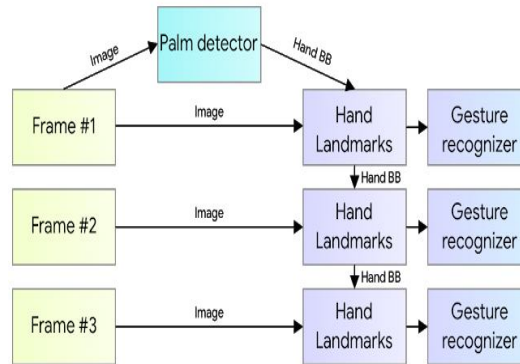 Palm detector
Image
Hand BB
Frame #1
Image
Hand
Landmarks
Gesture
recognizer
Hand BB
Frame #2
Image
Hand
Landmarks
Gesture
recognizer
Hand BB
Frame #3
Image
Hand
Landmarks
Gesture
recognizer